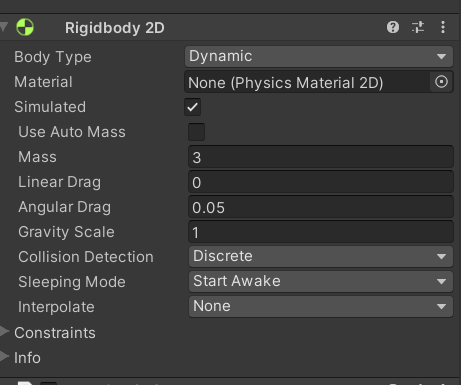 Rigidbody 2D
Body Type Dynamic
Material None (Physics Material 2D)
Simulated
Use Auto Mass
Mass 3
Linear Drag 0
Angular Drag 0.05
Gravity Scale 1
Collision Detection Discrete
Sleeping Mode Start Awake
Interpolate None
Constraints
Info